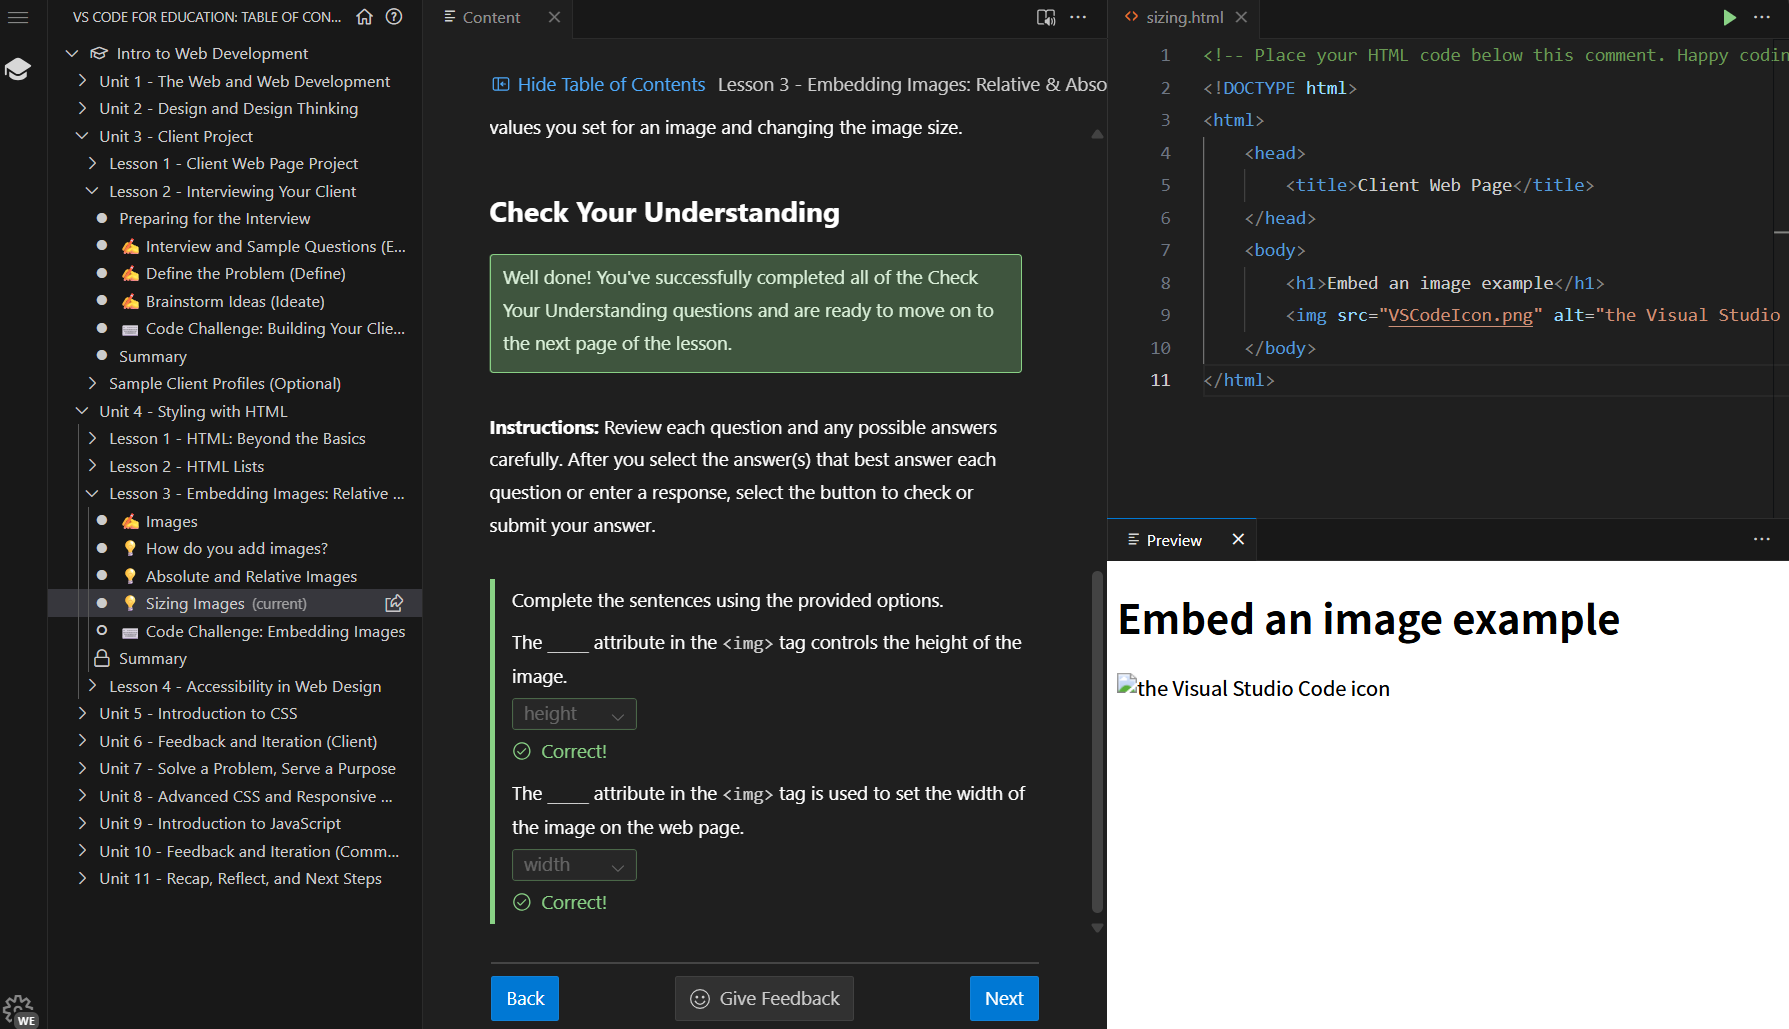 VS CODE FOR EDUCATION: TABLE OF CON...
Intro to Web Development
Unit 1 - The Web and Web Development
Unit 2 - Design and Design Thinking
Unit 3 - Client Project
Lesson 1 - Client Web Page Project
Lesson 2 - Interviewing Your Client
Preparing for the Interview
Interview and Sample Questions (E...
Define the Problem (Define)
Brainstorm Ideas (Ideate)
Code Challenge: Building Your Clie...
Summary
Sample Client Profiles (Optional)
Unit 4 - Styling with HTML
Lesson 1 - HTML: Beyond the Basics
Lesson 2 - HTML Lists
Lesson 3 - Embedding Images: Relative ...
Images
How do you add images?
Absolute and Relative Images
Sizing Images (current)
Code Challenge: Embedding Images
Summary
Lesson 4 - Accessibility in Web Design
Unit 5 - Introduction to CSS
Unit 6 - Feedback and Iteration (Client)
Unit 7 - Solve a Problem, Serve a Purpose
Unit 8 - Advanced CSS and Responsive ...
Unit 9 - Introduction to JavaScript
Unit 10 - Feedback and Iteration (Comm...
Unit 11 - Recap, Reflect, and Next Steps
WE
Content
Hide Table of Contents Lesson 3 - Embedding Images: Relative & Abso
values you set for an image and changing the image size.
Check Your Understanding
Well done! You've successfully completed all of the Check
Your Understanding questions and are ready to move on to
the next page of the lesson.
Instructions: Review each question and any possible answers
carefully. After you select the answer(s) that best answer each
question or enter a response, select the button to check or
submit your answer.
Complete the sentences using the provided options.
The ____ attribute in the <img> tag controls the height of the
image.
height
Correct!
The ____ attribute in the <img> tag is used to set the width of
the image on the web page.
width
Correct!
Back
Give Feedback
Next
sizing.html
1 <!-- Place your HTML code below this comment. Happy codin
2 <!DOCTYPE html>
3 <html>
4 <head>
5 <title>Client Web Page</title>
6 </head>
7 <body>
8 <h1>Embed an image example</h1>
9 <img src="VSCodeIcon.png" alt="the Visual Studio
10 </body>
11 </html>
Preview
Embed an image example
the Visual Studio Code icon